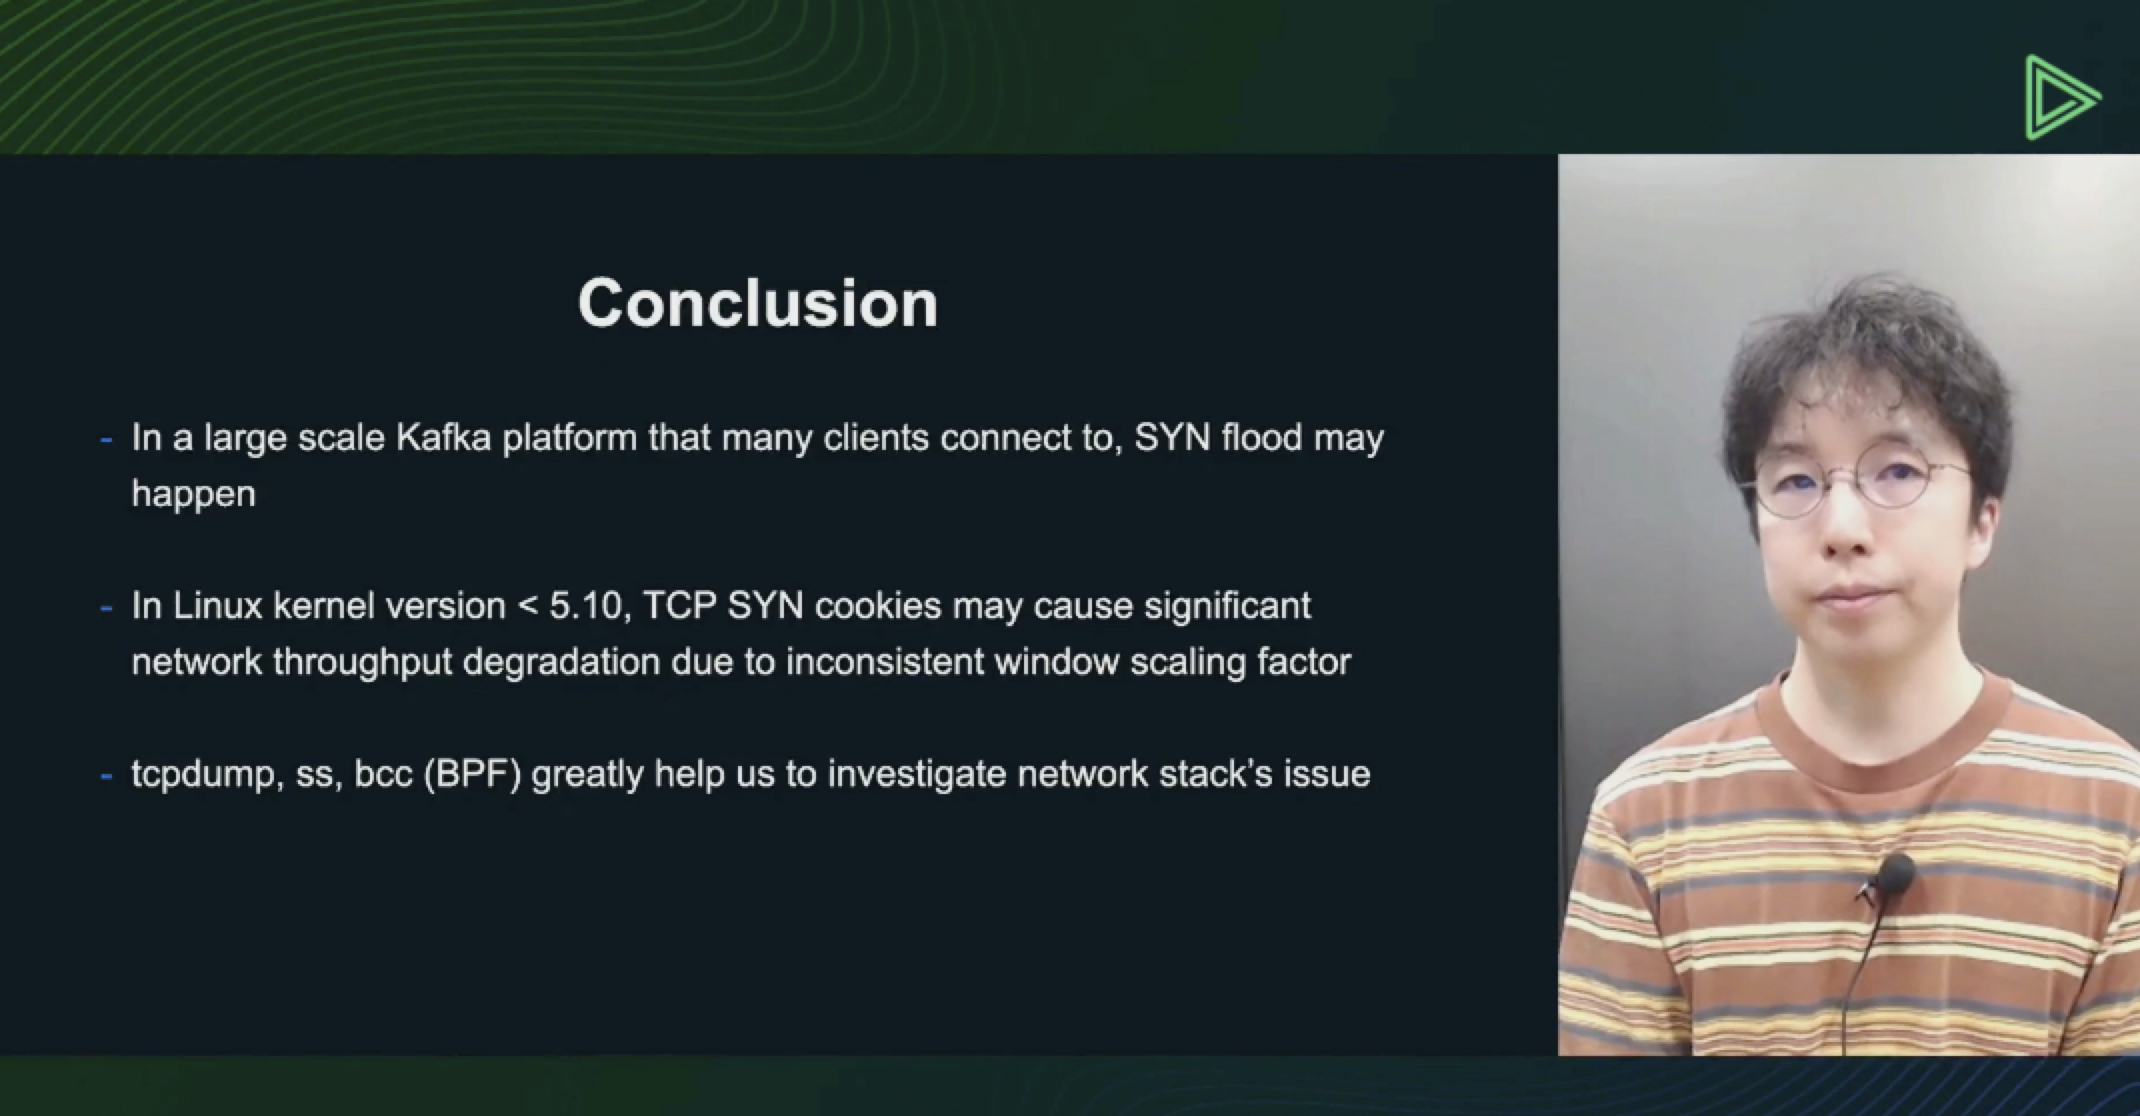 Conclusion
- In a large scale Kafka platform that many clients connect to, SYN flood may
happen
- In Linux kernel version < 5.10, TCP SYN cookies may cause significant
network throughput degradation due to inconsistent window scaling factor
- tcpdump, ss, bcc (BPF) greatly help us to investigate network stack’s issue